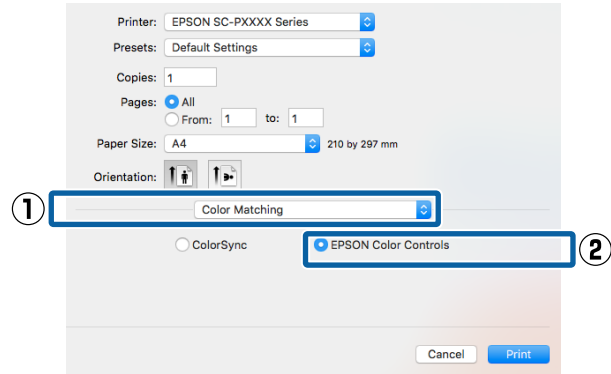 Printer: EPSON SC-PXXXX Series
Presets: Default Settings
Copies: 1
Pages: All
From: 1 to: 1
Paper Size: A4 210 by 297 mm
Orientation:
① Color Matching
ColorSync EPSON Color Controls ②
Cancel Print